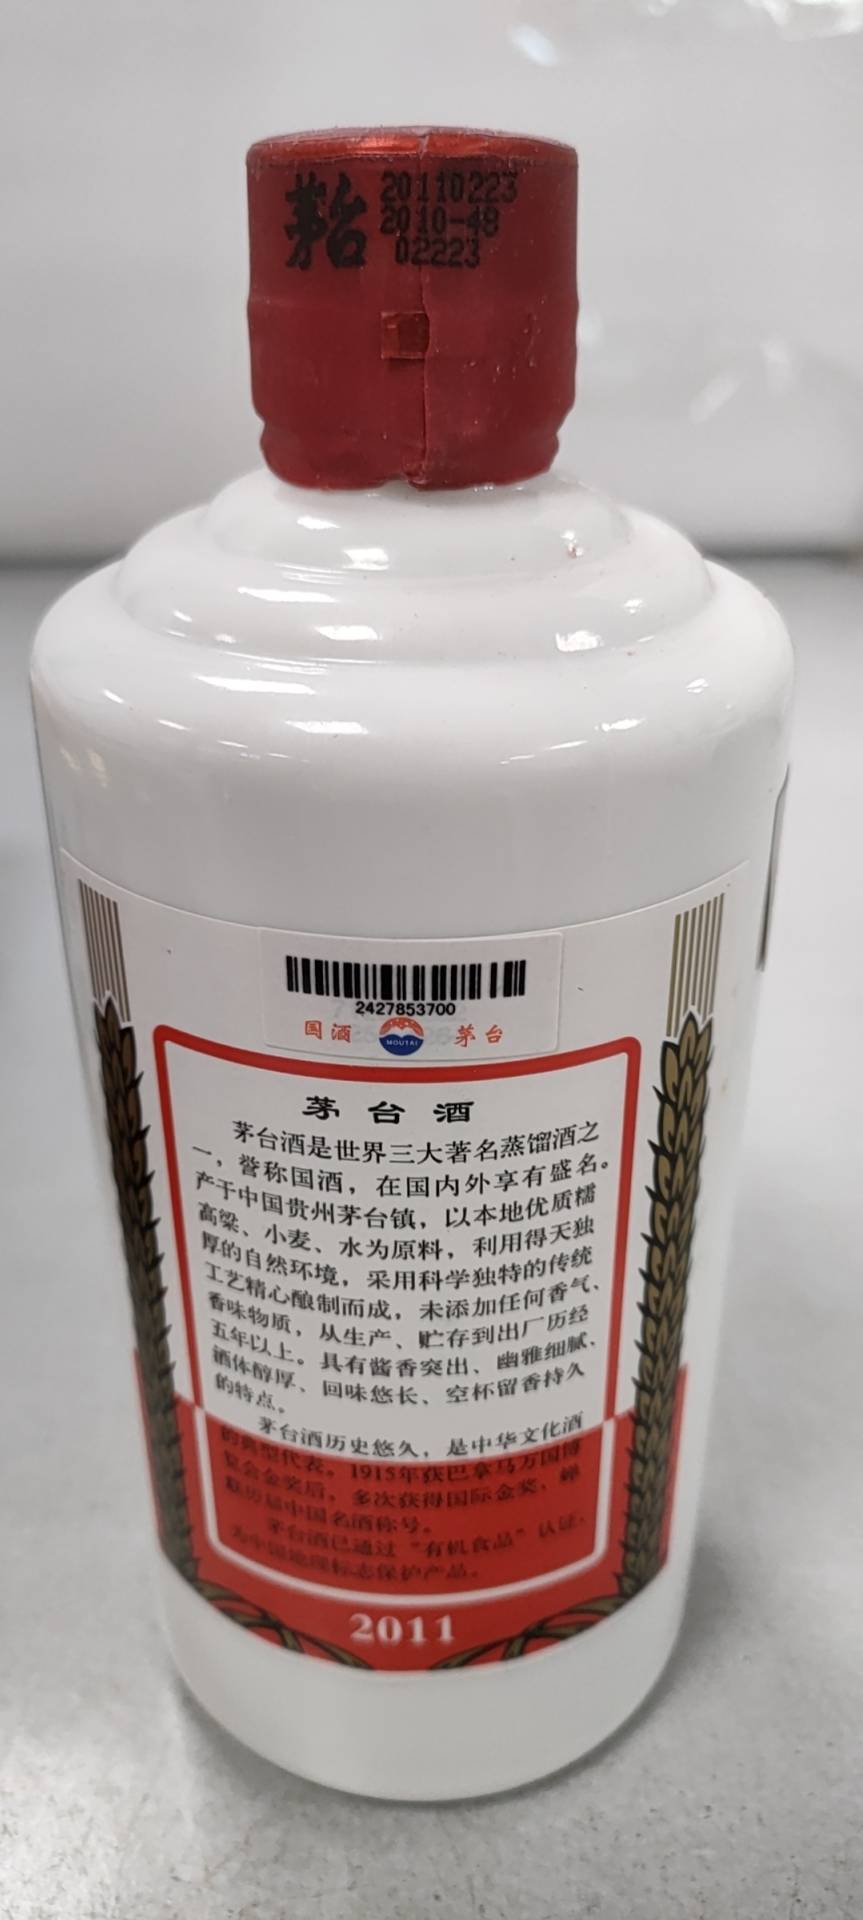 茅台
20110223
2010-48
02223
2427853700
国酒 MOUTAI 茅台
茅台酒
茅台酒是世界三大著名蒸馏酒之
一，誉称国酒，在国内外享有盛名。
产于中国贵州茅台镇，以本地优质糯
高粱、小麦、水为原料，利用得天独
厚的自然环境，采用科学独特的传统
工艺精心酿制而成，未添加任何香气、
香味物质，从生产、贮存到出厂历经
五年以上。具有酱香突出、幽雅细腻、
酒体醇厚、回味悠长、空杯留香持久
的特点。
茅台酒历史悠久，是中华文化酒
的典型代表。1915年获巴拿马万国博
览会金奖后，多次获得国际金奖，蝉
联历届中国名酒称号。
茅台酒已通过“有机食品”认证，
为中国地理标志保护产品。
2011